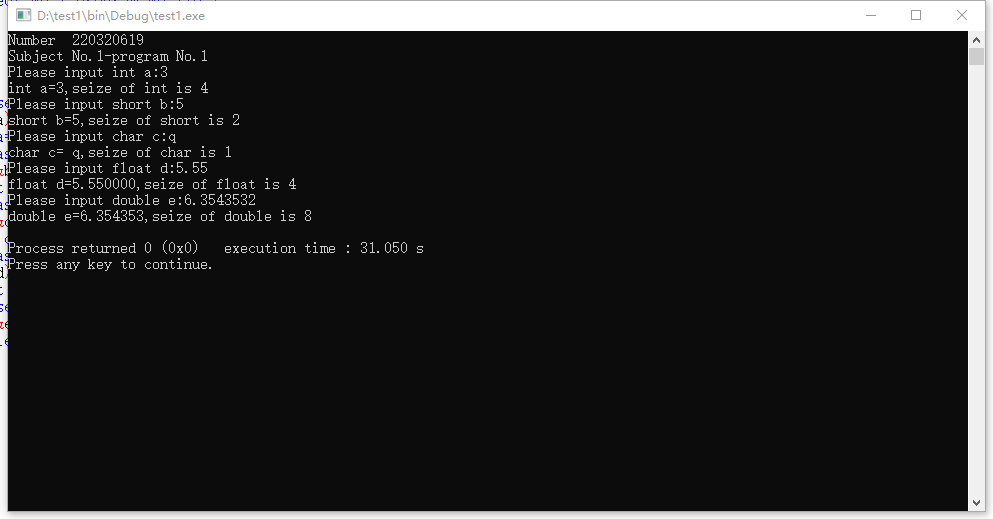 D:\test1\bin\Debug\test1.exe
Number  220320619
Subject No.1-program No.1
Please input int a:3
int a=3,seize of int is 4
Please input short b:5
short b=5,seize of short is 2
Please input char c:q
char c= q,seize of char is 1
Please input float d:5.55
float d=5.550000,seize of float is 4
Please input double e:6.3543532
double e=6.354353,seize of double is 8
Process returned 0 (0x0)   execution time : 31.050 s
Press any key to continue.